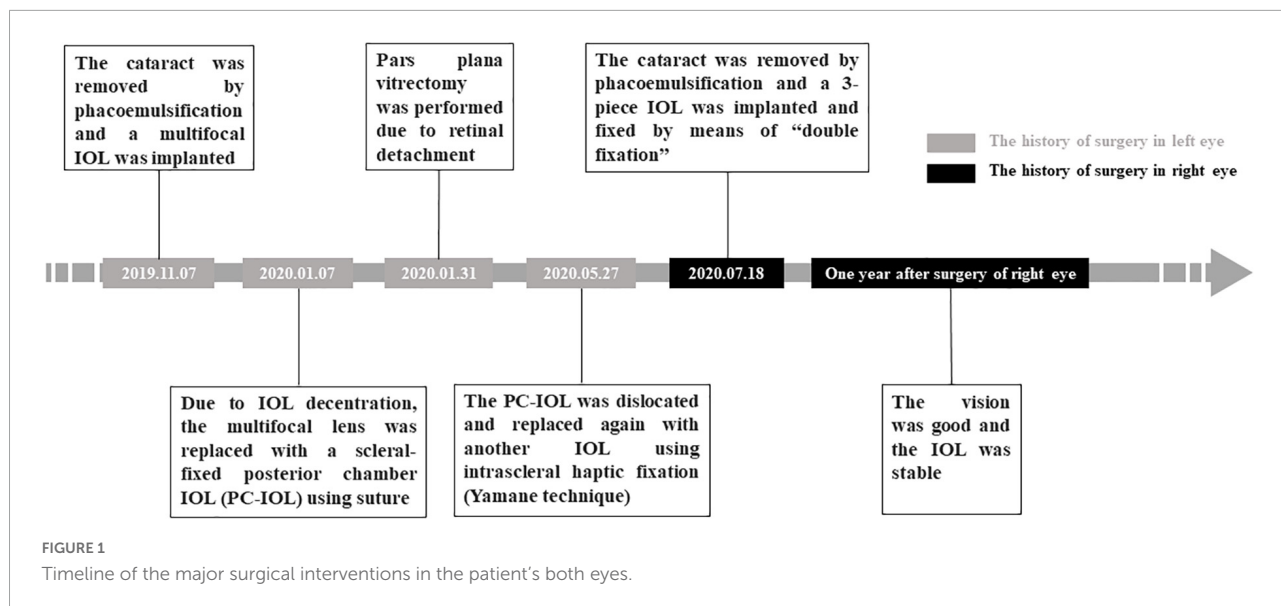 The cataract was
removed by
phacoemulsification
and a multifocal
IOL was implanted
Pars plana
vitrectomy
was performed
due to retinal
detachment
The cataract was removed by
phacoemulsification and a 3-
piece IOL was implanted and
fixed by means of “double
fixation”
The history of surgery in left eye
The history of surgery in right eye
2019.11.07
2020.01.07
2020.01.31
2020.05.27
2020.07.18
One year after surgery of right eye
Due to IOL decentration,
the multifocal lens was
replaced with a scleral-
fixed posterior chamber
IOL (PC-IOL) using suture
The PC-IOL was dislocated
and replaced again with
another IOL using
intrascleral haptic fixation
(Yamane technique)
The vision
was good and
the IOL was
stable
FIGURE 1
Timeline of the major surgical interventions in the patient’s both eyes.